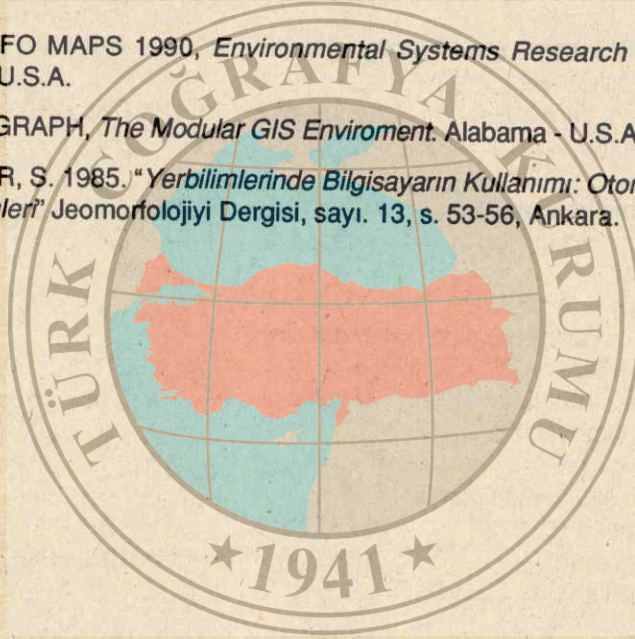 FO MAPS 1990, Environmental Systems Research
U.S.A.
GRAPH, The Modular GIS Enviroment. Alabama - U.S.A
R, S. 1985. "Yerbilimlerinde Bilgisayarın Kullanımı: Otor
leri" Jeomorfolojiyi Dergisi, sayı. 13, s. 53-56, Ankara.
TÜRK COĞRAFYA KURUMU
★1941★